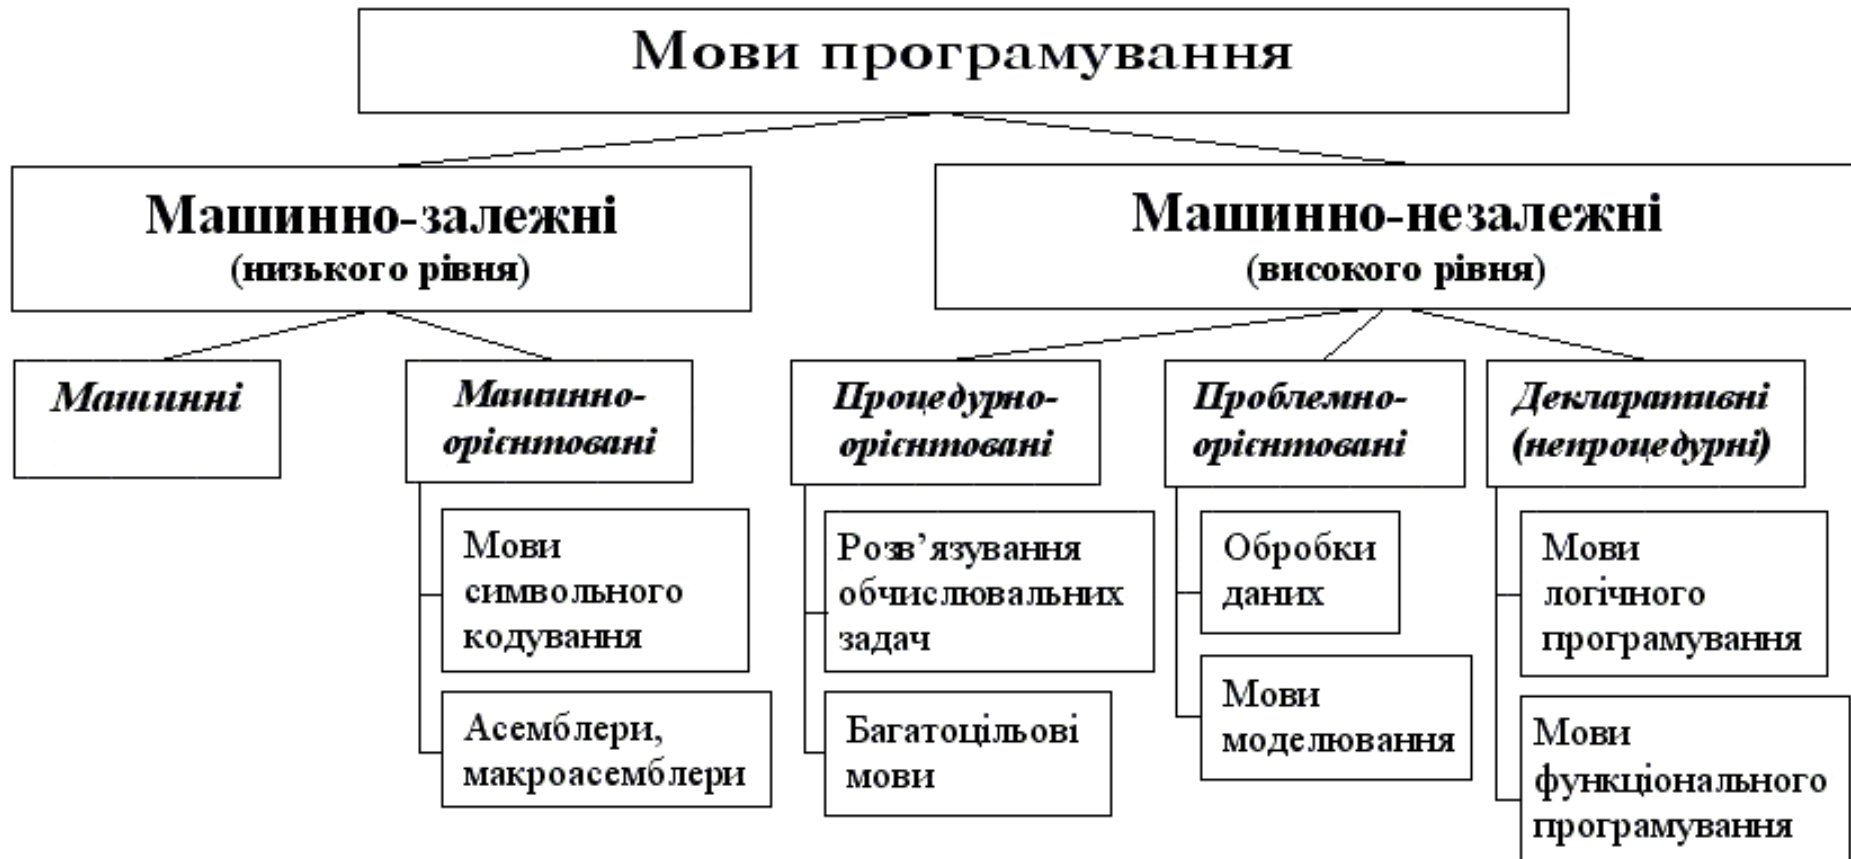 Мови програмування
Машинно-залежні
(низького рівня)
Машинно-незалежні
(високого рівня)
Машинні
Машинно-
орієнтовані
Процедурно-
орієнтовані
Проблемно-
орієнтовані
Декларативні
(непроцедурні)
Мови
символьного
кодування
Асемблери,
макроасемблери
Розв’язування
обчислювальних
задач
Багатоцільові
мови
Обробки
даних
Мови
моделювання
Мови
логічного
програмування
Мови
функціонального
програмування